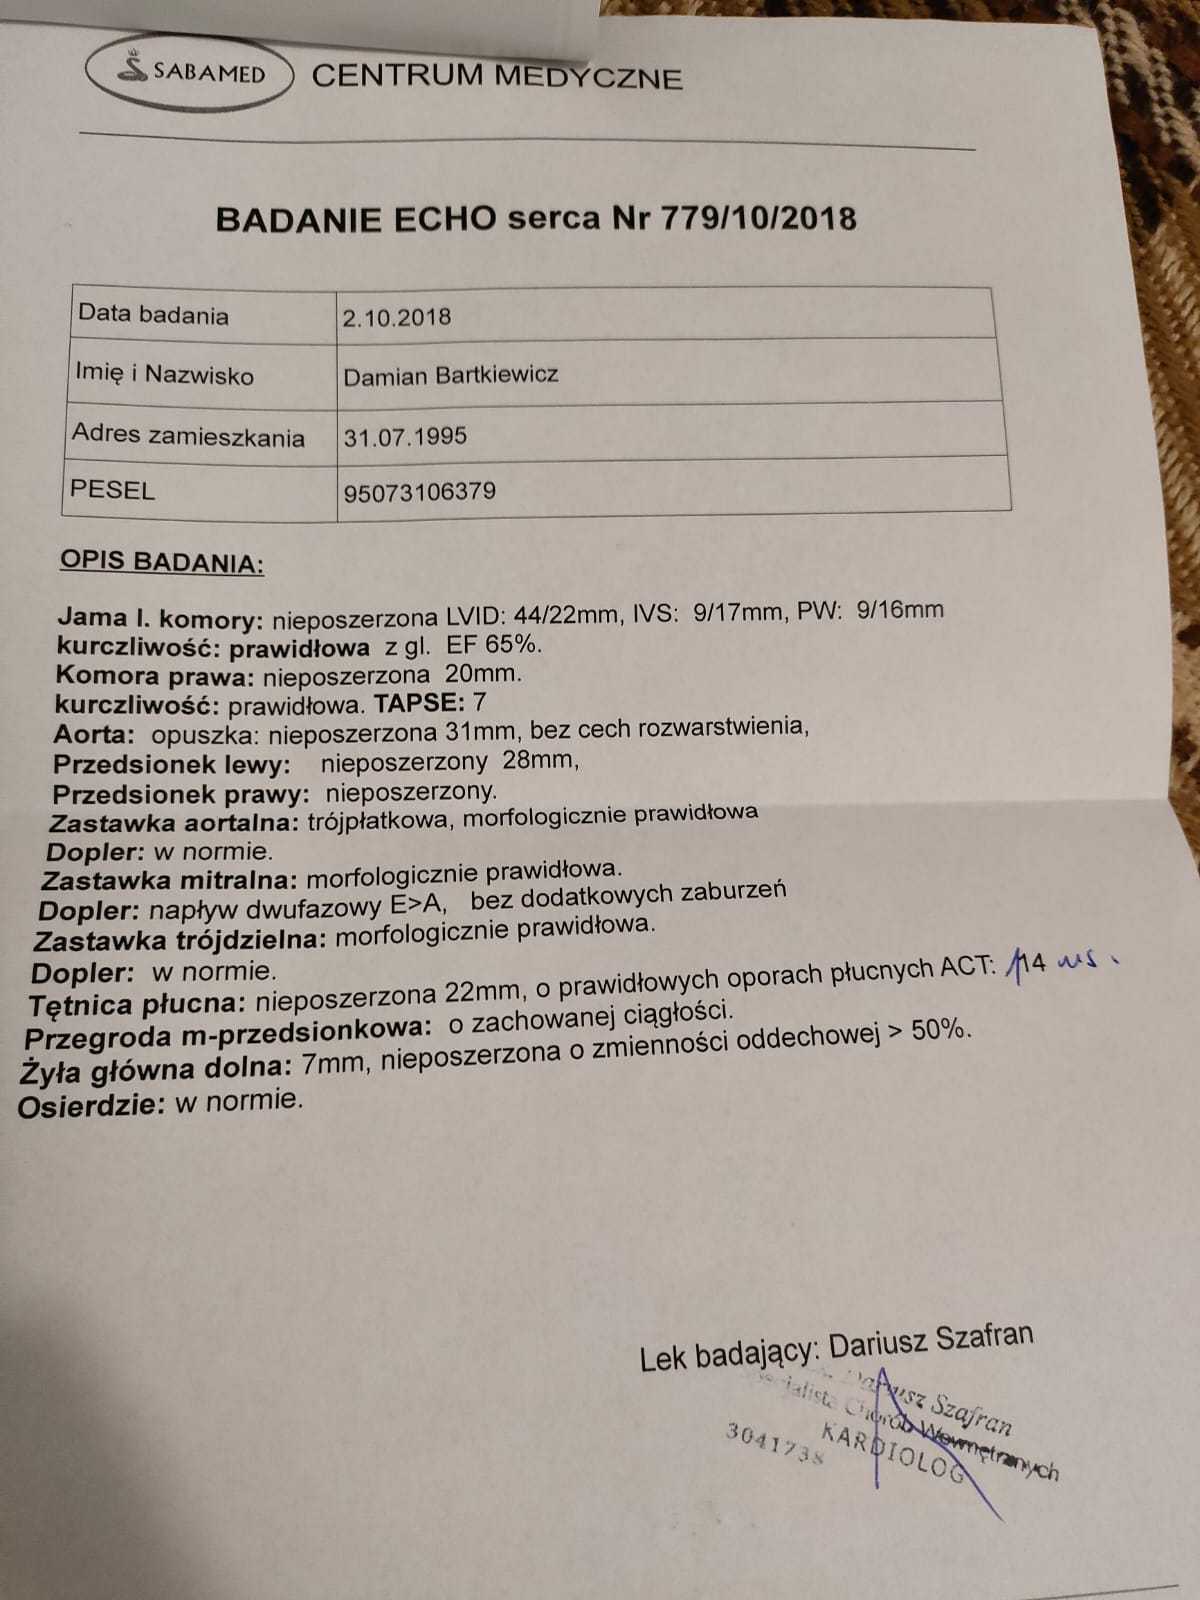 SABAMED CENTRUM MEDYCZNE
BADANIE ECHO serca Nr 779/10/2018
Data badania 2.10.2018
Imię i Nazwisko Damian Bartkiewicz
Adres zamieszkania 31.07.1995
PESEL 95073106379
OPIS BADANIA:
Jama l. komory: nieposzerzona LVID: 44/22mm, IVS: 9/17mm, PW: 9/16mm
kurczliwość: prawidłowa z gl. EF 65%.
Komora prawa: nieposzerzona 20mm.
kurczliwość: prawidłowa. TAPSE: 7
Aorta: opuszka: nieposzerzona 31mm, bez cech rozwarstwienia,
Przedsionek lewy: nieposzerzony 28mm,
Przedsionek prawy: nieposzerzony.
Zastawka aortalna: trójpłatkowa, morfologicznie prawidłowa
Dopler: w normie.
Zastawka mitralna: morfologicznie prawidłowa.
Dopler: napływ dwufazowy E>A, bez dodatkowych zaburzeń
Zastawka trójdzielna: morfologicznie prawidłowa.
Dopler: w normie.
Tętnica płucna: nieposzerzona 22mm, o prawidłowych oporach płucnych ACT: 114 ms.
Przegroda m-przedsionkowa: o zachowanej ciągłości.
Żyła główna dolna: 7mm, nieposzerzona o zmienności oddechowej > 50%.
Osierdzie: w normie.
Lek badający: Dariusz Szafran
Dariusz Szafran
Specjalista Chorób Wewnętrznych
KARDIOLOG
3041738